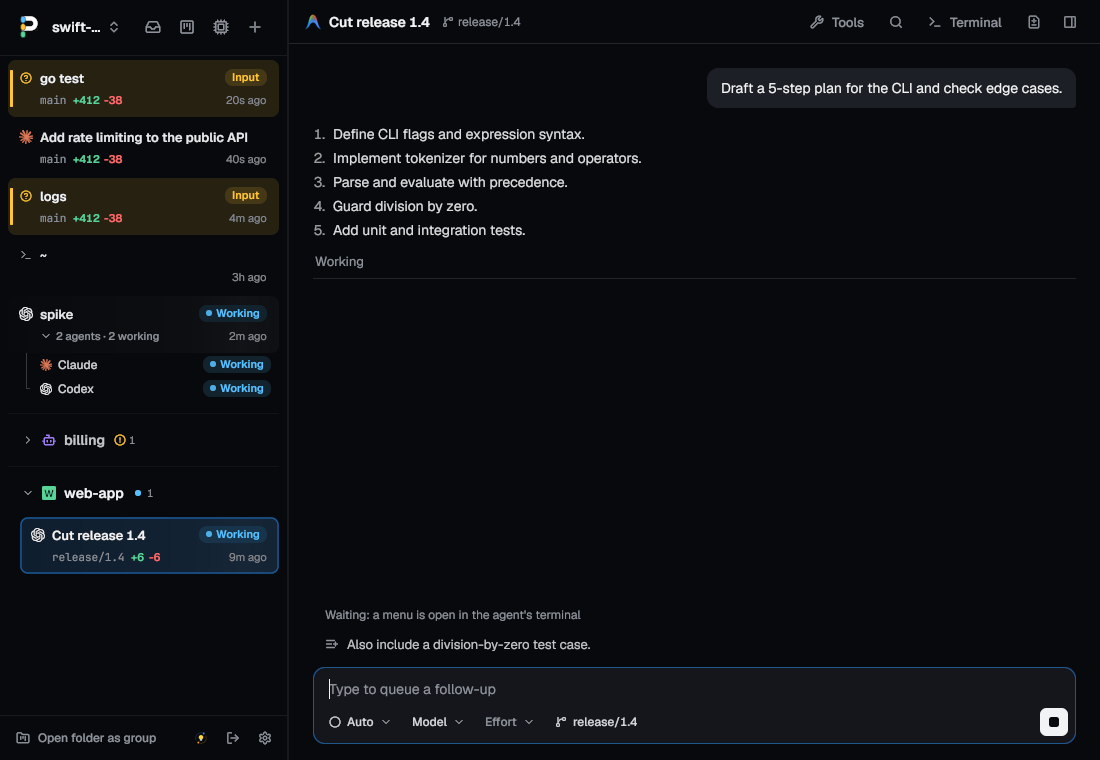 swift-...
go test Input
main +412 -38 20s ago
Add rate limiting to the public API
main +412 -38 40s ago
logs Input
main +412 -38 4m ago
~
3h ago
spike Working
2 agents · 2 working 2m ago
Claude Working
Codex Working
billing 1
W web-app 1
Cut release 1.4 Working
release/1.4 +6 -6 9m ago
Open folder as group
Cut release 1.4 release/1.4 Tools Terminal
Draft a 5-step plan for the CLI and check edge cases.
1. Define CLI flags and expression syntax.
2. Implement tokenizer for numbers and operators.
3. Parse and evaluate with precedence.
4. Guard division by zero.
5. Add unit and integration tests.
Working
Waiting: a menu is open in the agent's terminal
Also include a division-by-zero test case.
Type to queue a follow-up
Auto Model Effort release/1.4